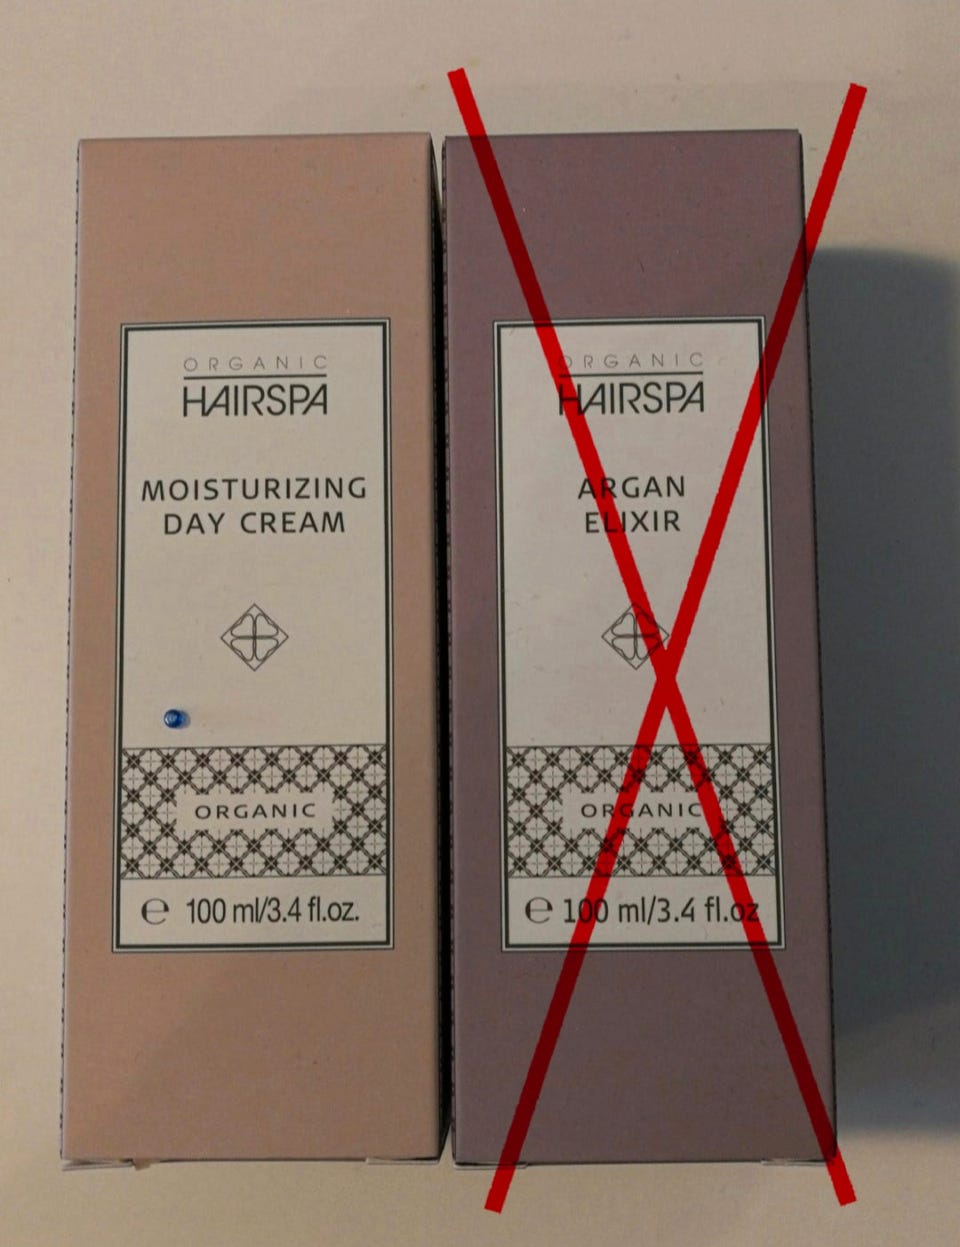 ORGANIC
HAIRSPA
MOISTURIZING
DAY CREAM
ORGANIC
e 100 ml/3.4 fl.oz.
ORGANIC
HAIRSPA
ARGAN
ELIXIR
ORGANIC
e 100 ml/3.4 fl.oz